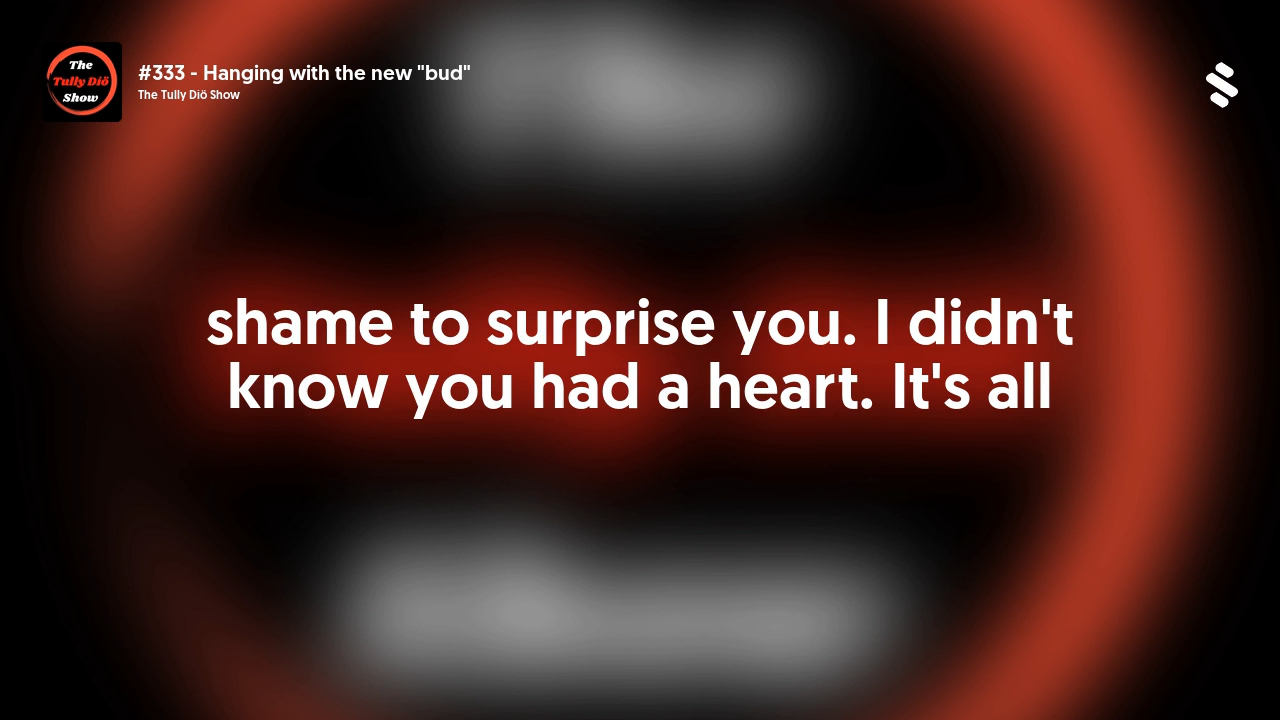 The
Tully Diö
Show
#333 - Hanging with the new "bud"
The Tully Diö Show
shame to surprise you. I didn't
know you had a heart. It's all